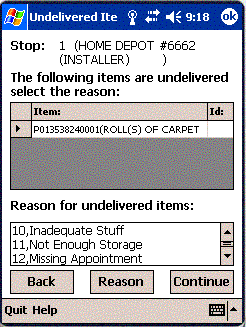 Undelivered Ite 9:18 ok
Stop: 1 (HOME DEPOT #6662
(INSTALLER) )
The following items are undelivered
select the reason:
Item: Id:
P013538240001(ROLL(S) OF CARPET
Reason for undelivered items:
10,Inadequate Stuff
11,Not Enough Storage
12,Missing Appointment
Back Reason Continue
Quit Help